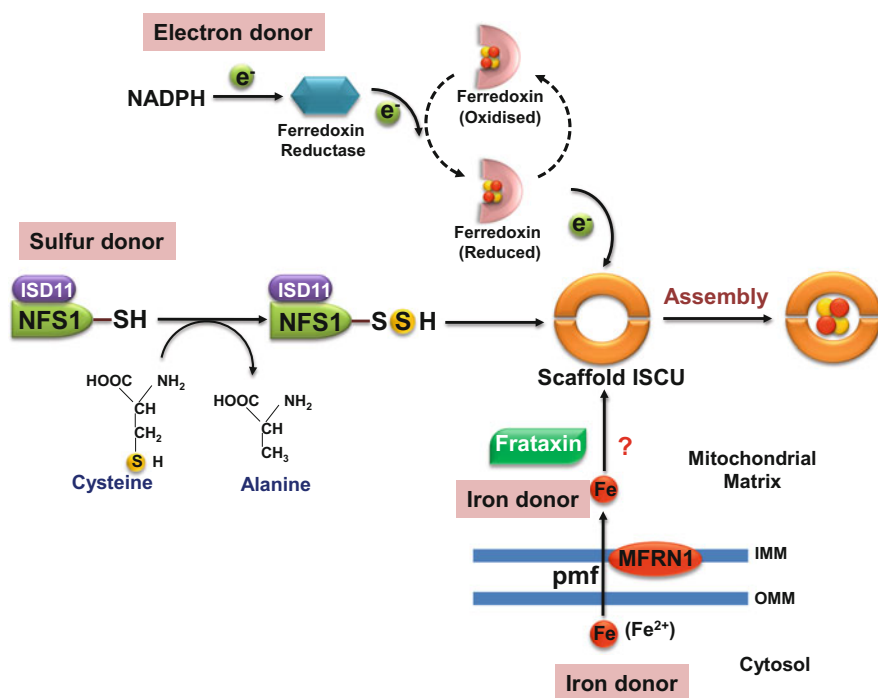 Electron donor
NADPH
e-
Ferredoxin
Reductase
e-
Ferredoxin
(Oxidised)
Ferredoxin
(Reduced)
e-
Sulfur donor
ISD11
NFS1
SH
ISD11
NFS1
S S H
Assembly
Scaffold ISCU
HOOC
NH2
CH
CH2
S H
Cysteine
HOOC
NH2
CH
CH3
Alanine
Frataxin
?
Iron donor
Fe
Mitochondrial
Matrix
MFRN1
IMM
pmf
OMM
Fe (Fe2+)
Iron donor
Cytosol